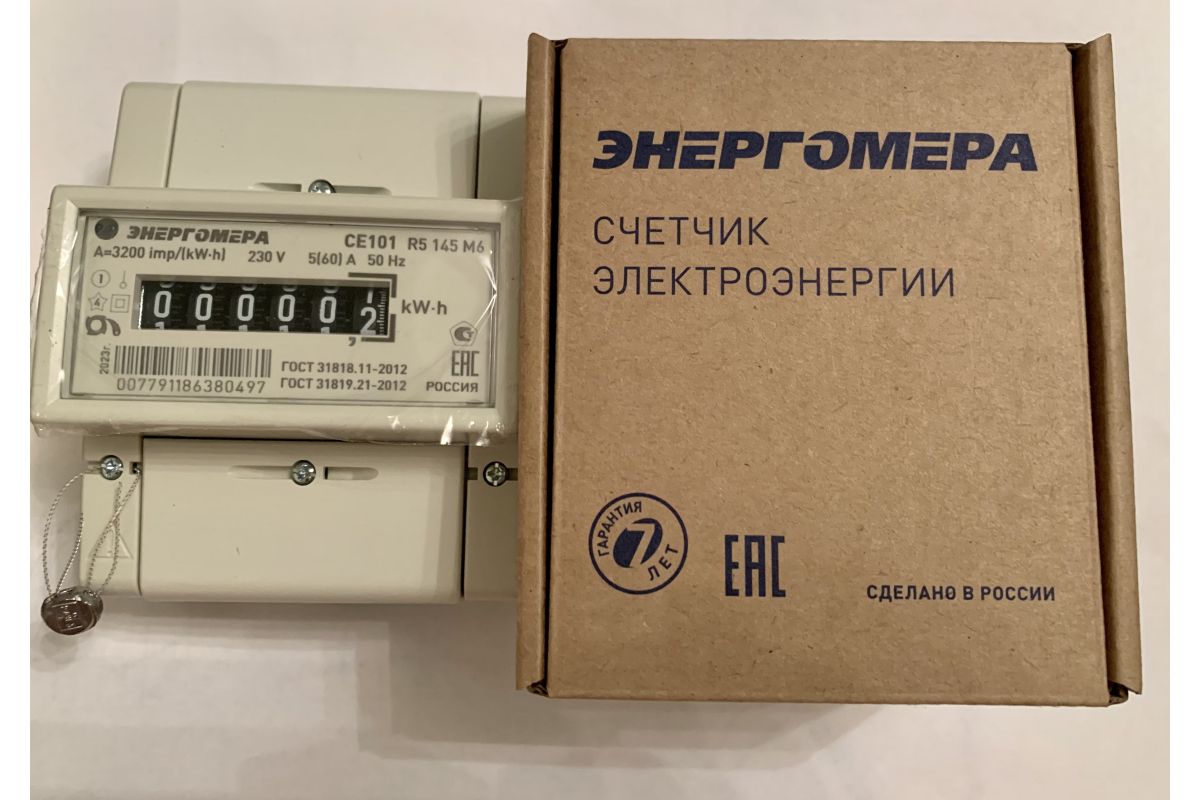 ЭНЕРГОМЕРА
CE101 R5 145 M6
A=3200 imp/(kW·h) 230 V 5(60) A 50 Hz
1
4
0 0 0 0 0, 2
kW·h
2023г.
007791186380497
ГОСТ 31818.11-2012
ГОСТ 31819.21-2012
EAC
РОССИЯ
ЭНЕРГОМЕРА
СЧЕТЧИК
ЭЛЕКТРОЭНЕРГИИ
ГАРАНТИЯ
7
ЛЕТ
EAC
СДЕЛАНО В РОССИИ